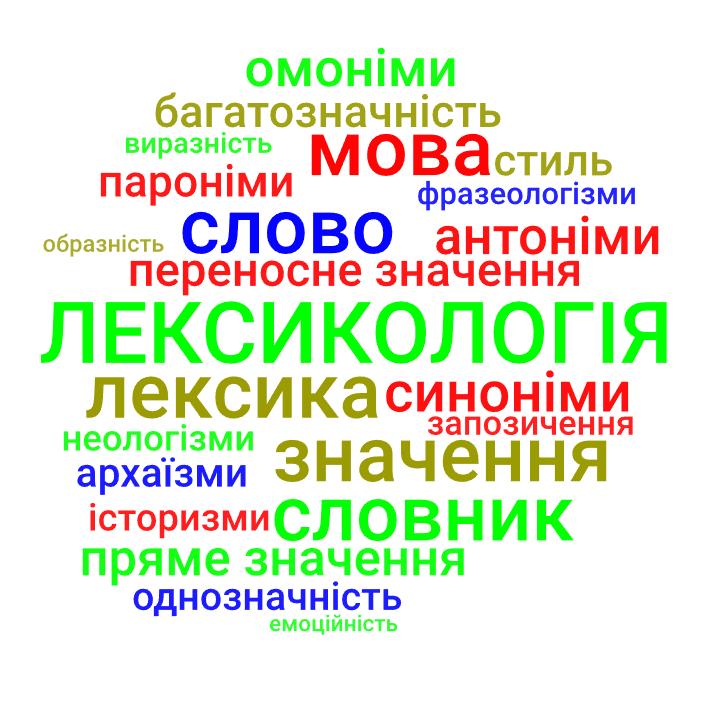 омоніми
багатозначність
виразність
мова
стиль
пароніми
фразеологізми
слово
антоніми
образність
переносне значення
ЛЕКСИКОЛОГІЯ
лексика
синоніми
запозичення
неологізми
значення
архаїзми
історизми
словник
пряме значення
однозначність
емоційність